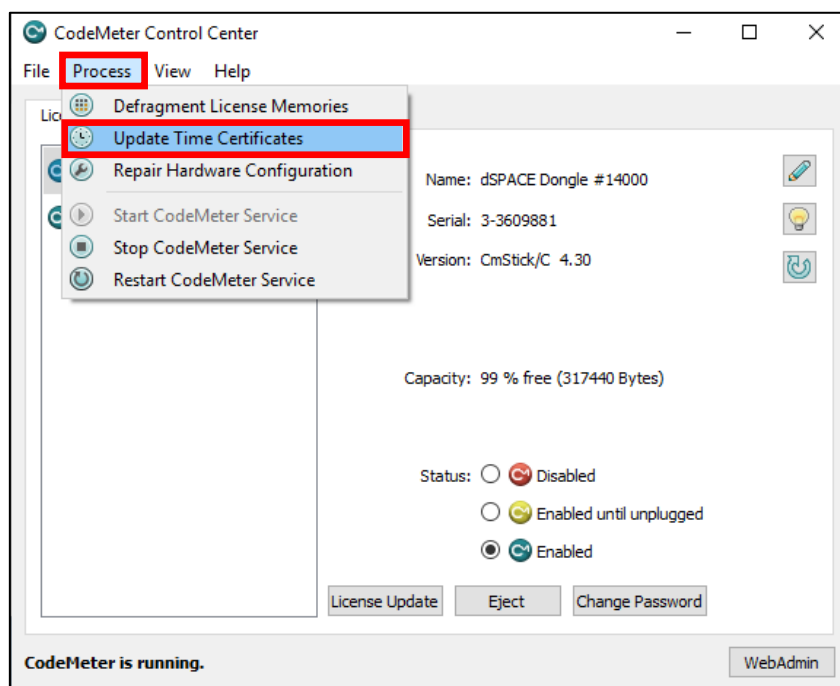 CodeMeter Control Center
File Process View Help
Defragment License Memories
Update Time Certificates
Repair Hardware Configuration
Start CodeMeter Service
Stop CodeMeter Service
Restart CodeMeter Service
Name: dSPACE Dongle #14000
Serial: 3-3609881
Version: CmStick/C 4.30
Capacity: 99 % free (317440 Bytes)
Status: Disabled
Enabled until unplugged
Enabled
License Update Eject Change Password
CodeMeter is running. WebAdmin